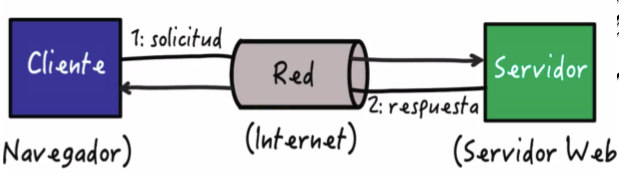 1: solicitud
Cliente
Red
Servidor
2: respuesta
Navegador)
(Internet)
(Servidor Web